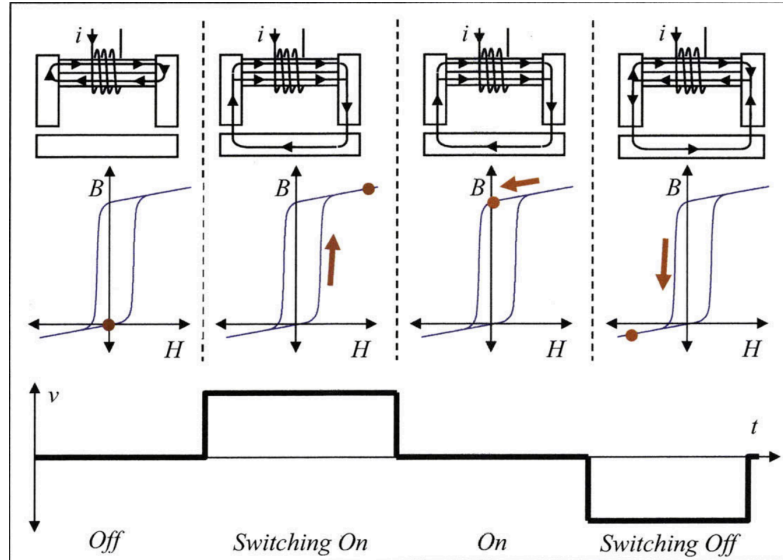 i i i i
B B B B
H H H H
v
t
Off Switching On On Switching Off